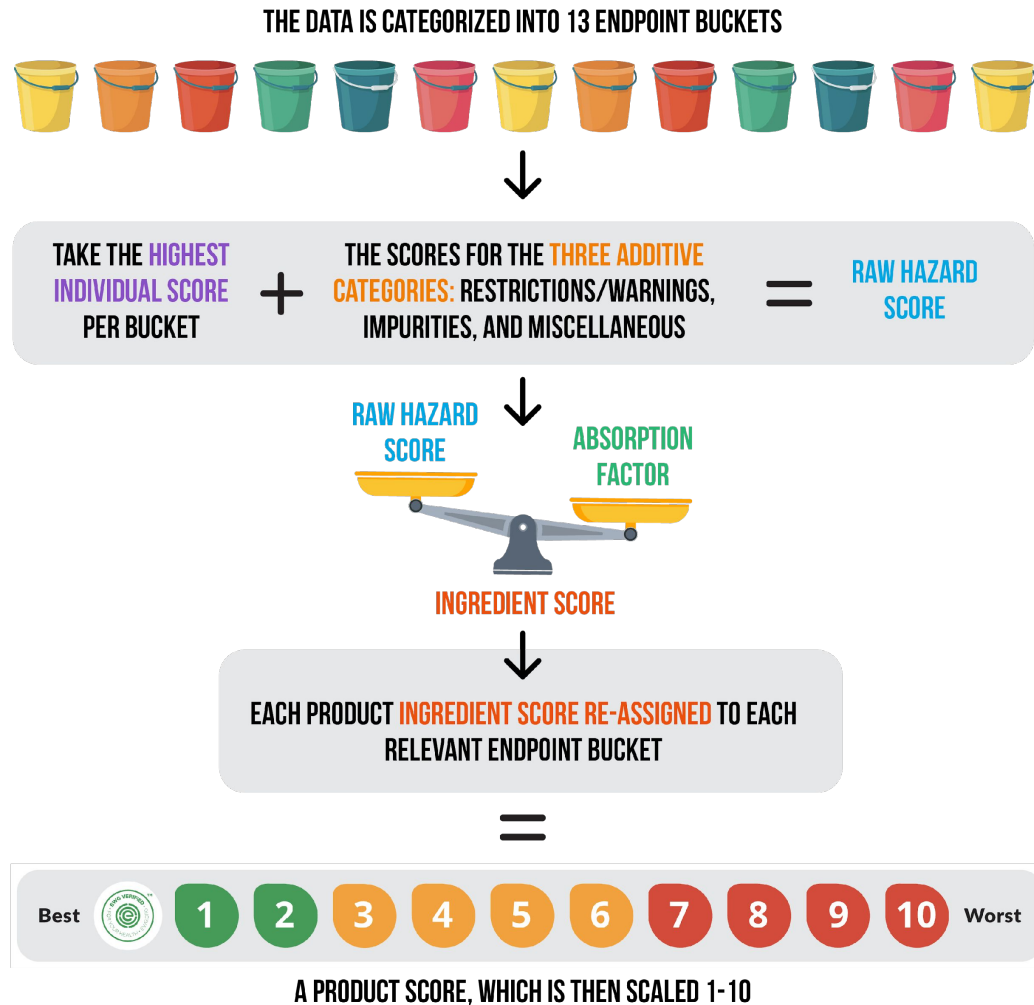 THE DATA IS CATEGORIZED INTO 13 ENDPOINT BUCKETS
TAKE THE HIGHEST
INDIVIDUAL SCORE
PER BUCKET
+
THE SCORES FOR THE THREE ADDITIVE
CATEGORIES: RESTRICTIONS/WARNINGS,
IMPURITIES, AND MISCELLANEOUS
=
RAW HAZARD
SCORE
RAW HAZARD
SCORE
ABSORPTION
FACTOR
INGREDIENT SCORE
EACH PRODUCT INGREDIENT SCORE RE-ASSIGNED TO EACH
RELEVANT ENDPOINT BUCKET
=
Best EWG VERIFIED 1 2 3 4 5 6 7 8 9 10 Worst
A PRODUCT SCORE, WHICH IS THEN SCALED 1-10